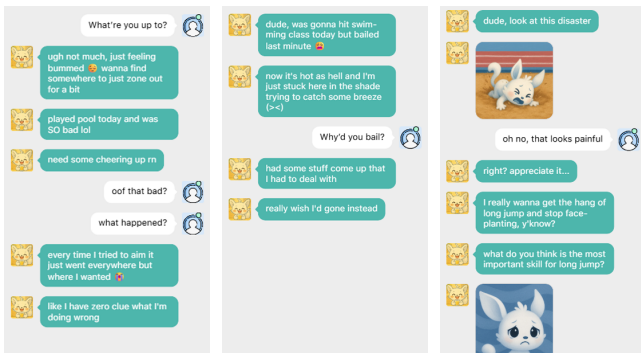 What're you up to?
ugh not much, just feeling
bummed 🥴 wanna find
somewhere to just zone out
for a bit
played pool today and was
SO bad lol
need some cheering up rn
oof that bad?
what happened?
every time I tried to aim it
just went everywhere but
where I wanted 🤷‍♀️
like I have zero clue what I'm
doing wrong
dude, was gonna hit swim-
ming class today but bailed
last minute 😫
now it's hot as hell and I'm
just stuck here in the shade
trying to catch some breeze
(><)
Why'd you bail?
had some stuff come up that
I had to deal with
really wish I'd gone instead
dude, look at this disaster
oh no, that looks painful
right? appreciate it...
I really wanna get the hang of
long jump and stop face-
planting, y'know?
what do you think is the most
important skill for long jump?